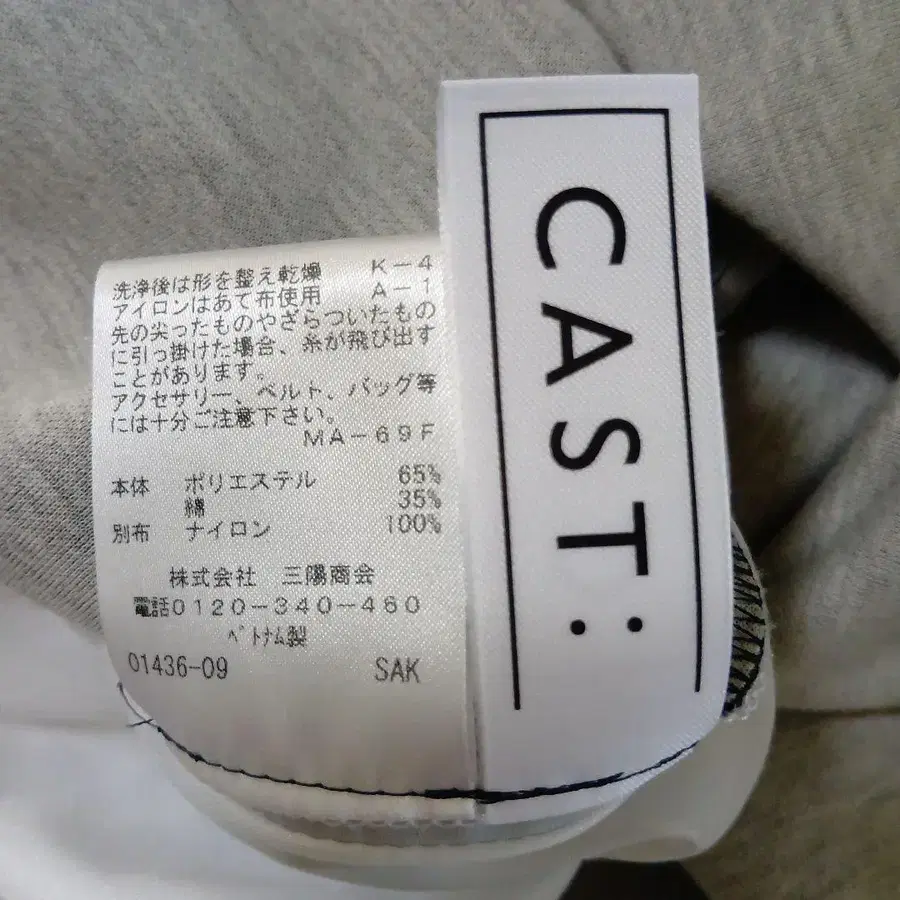 洗浄後は形を整え乾燥 K-4
アイロンはあて布使用 A-1
先の尖ったものやざらついたもの
に引っ掛けた場合、糸が飛び出す
ことがあります。
アクセサリー、ベルト、バッグ等
には十分ご注意下さい。
MA-69F
本体 ポリエステル 65%
綿 35%
別布 ナイロン 100%
株式会社 三陽商会
電話0120-340-460
ベトナム製
01436-09 SAK
CAST: